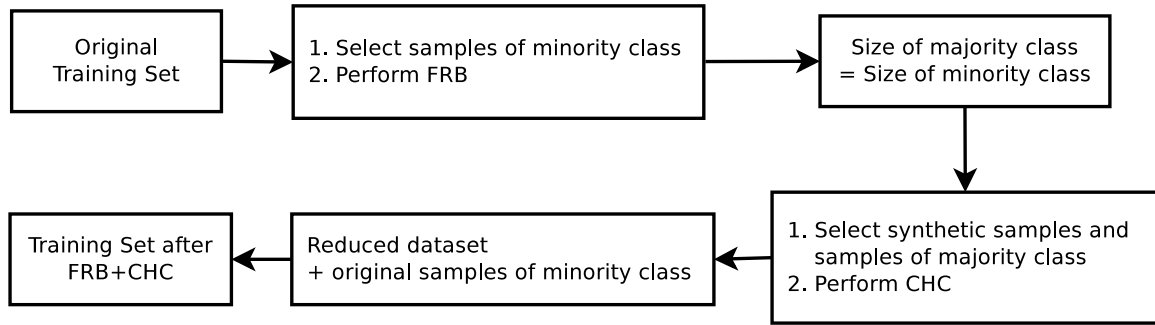 Original
Training Set
1. Select samples of minority class
2. Perform FRB
Size of majority class
= Size of minority class
1. Select synthetic samples and
samples of majority class
2. Perform CHC
Reduced dataset
+ original samples of minority class
Training Set after
FRB+CHC